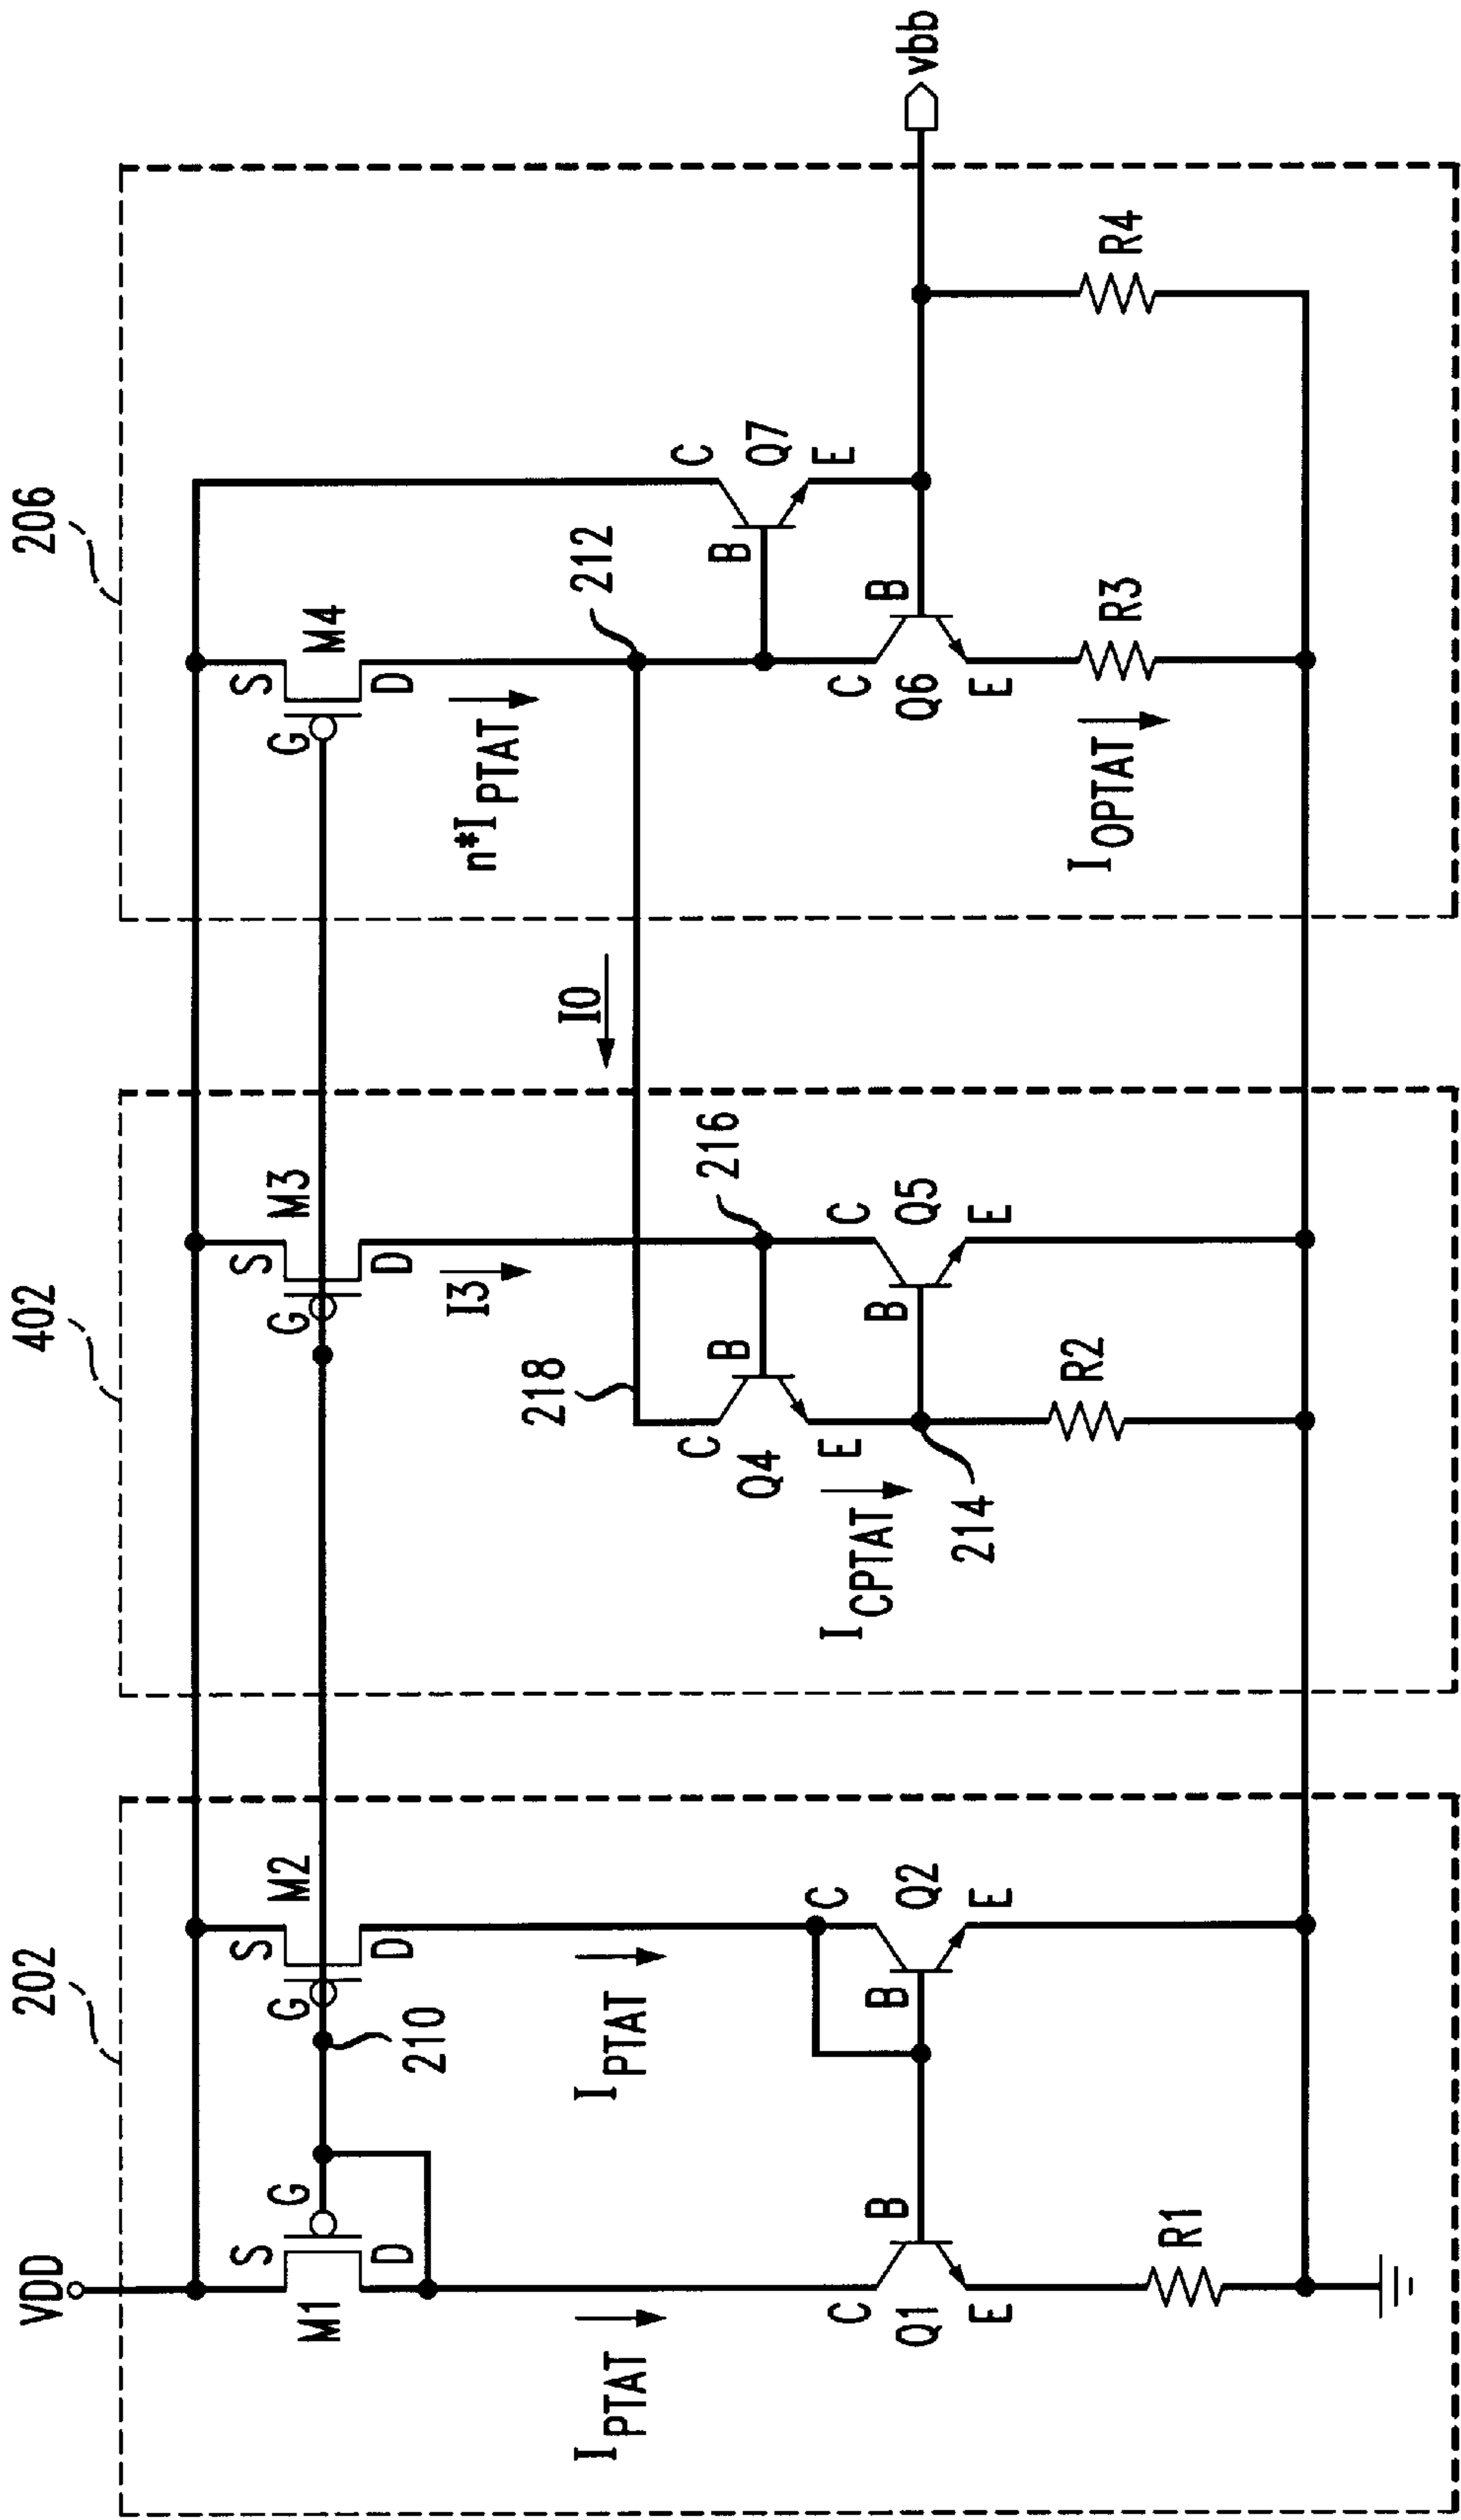 202
402
206
VDD
M1
S
G
D
M2
S
G
D
210
M3
S
G
D
M4
S
G
D
I3
n*I PTAT
I0
218
212
216
I PTAT
I PTAT
C
B
Q4
E
I CPTAT
214
C
B
Q7
E
C
B
Q1
E
C
B
Q2
E
C
B
Q5
E
C
B
Q6
E
vbb
R1
R2
I OPTAT
R3
R4